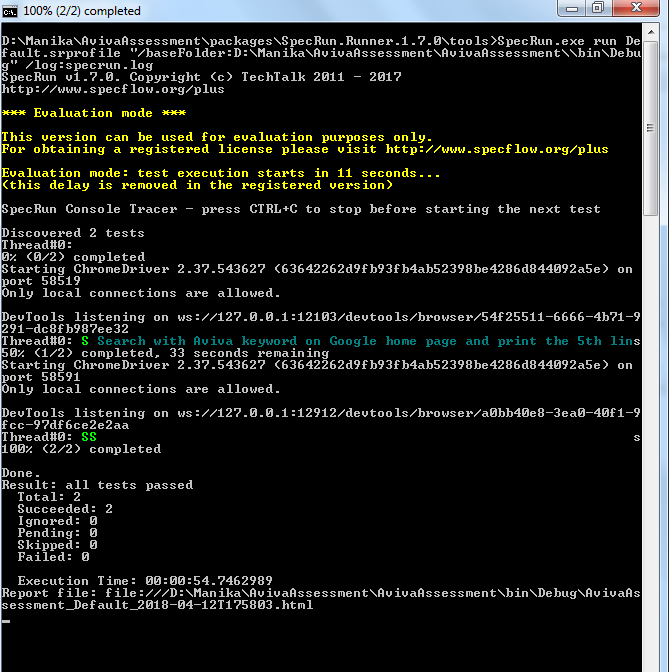 100% (2/2) completed
D:\Manika\AvivaAssessment\packages\SpecRun.Runner.1.7.0\tools>SpecRun.exe run De
fault.srprofile "/baseFolder:D:\Manika\AvivaAssessment\AvivaAssessment\\bin\Debu
g" /log:specrun.log
SpecRun v1.7.0. Copyright (c) TechTalk 2011 - 2017
http://www.specflow.org/plus
*** Evaluation mode ***
This version can be used for evaluation purposes only.
For obtaining a registered license please visit http://www.specflow.org/plus
Evaluation mode: test execution starts in 11 seconds...
(this delay is removed in the registered version)
SpecRun Console Tracer - press CTRL+C to stop before starting the next test
Discovered 2 tests
Thread#0:
0% (0/2) completed
Starting ChromeDriver 2.37.543627 (63642262d9fb93fb4ab52398be4286d844092a5e) on
port 58519
Only local connections are allowed.
DevTools listening on ws://127.0.0.1:12103/devtools/browser/54f25511-6666-4b71-9
291-dc8fb987ee32
Thread#0: S Search with Aviva keyword on Google home page and print the 5th lins
50% (1/2) completed, 33 seconds remaining
Starting ChromeDriver 2.37.543627 (63642262d9fb93fb4ab52398be4286d844092a5e) on
port 58591
Only local connections are allowed.
DevTools listening on ws://127.0.0.1:12912/devtools/browser/a0bb40e8-3ea0-40f1-9
fcc-97df6ce2e2aa
Thread#0: SS s
100% (2/2) completed
Done.
Result: all tests passed
Total: 2
Succeeded: 2
Ignored: 0
Pending: 0
Skipped: 0
Failed: 0
Execution Time: 00:00:54.7462989
Report file: file:///D:\Manika\AvivaAssessment\AvivaAssessment\bin\Debug\AvivaAs
sessment_Default_2018-04-12T175803.html